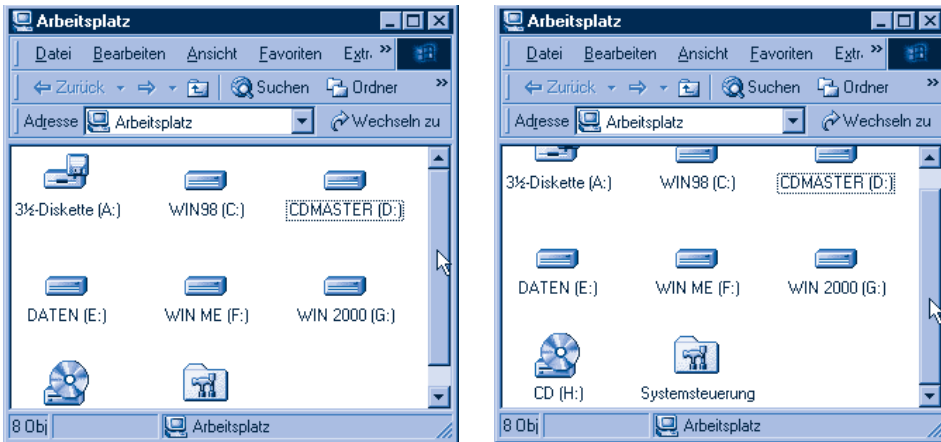 Arbeitsplatz
Datei Bearbeiten Ansicht Favoriten Extr. »
Zurück Suchen Ordner »
Adresse Arbeitsplatz Wechseln zu
3½-Diskette (A:) WIN98 (C:) CDMASTER (D:)
DATEN (E:) WIN ME (F:) WIN 2000 (G:)
8 Obj Arbeitsplatz
Arbeitsplatz
Datei Bearbeiten Ansicht Favoriten Extr. »
Zurück Suchen Ordner »
Adresse Arbeitsplatz Wechseln zu
3½-Diskette (A:) WIN98 (C:) CDMASTER (D:)
DATEN (E:) WIN ME (F:) WIN 2000 (G:)
CD (H:) Systemsteuerung
8 Obj Arbeitsplatz